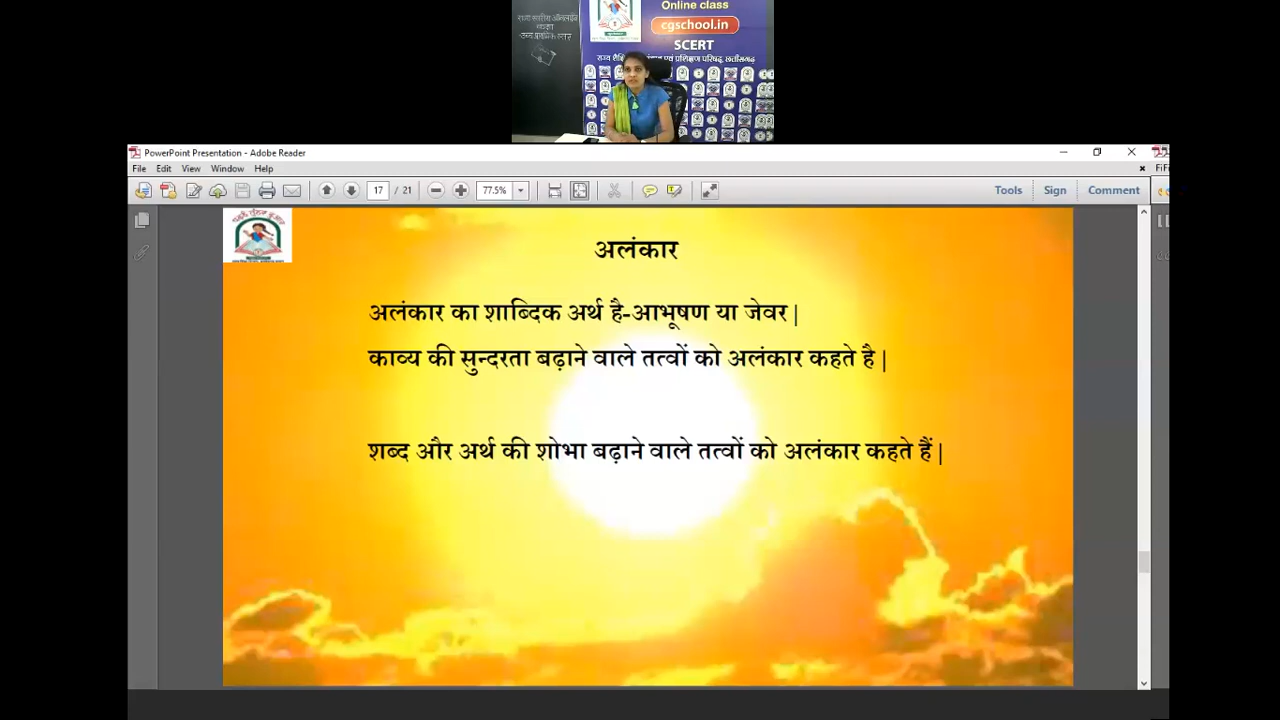 Online class
cgschool.in
SCERT
PowerPoint Presentation - Adobe Reader
File Edit View Window Help
17 / 21 77.5% Tools Sign Comment
अलंकार
अलंकार का शाब्दिक अर्थ है-आभूषण या जेवर |
काव्य की सुन्दरता बढ़ाने वाले तत्वों को अलंकार कहते है |
शब्द और अर्थ की शोभा बढ़ाने वाले तत्वों को अलंकार कहते हैं |